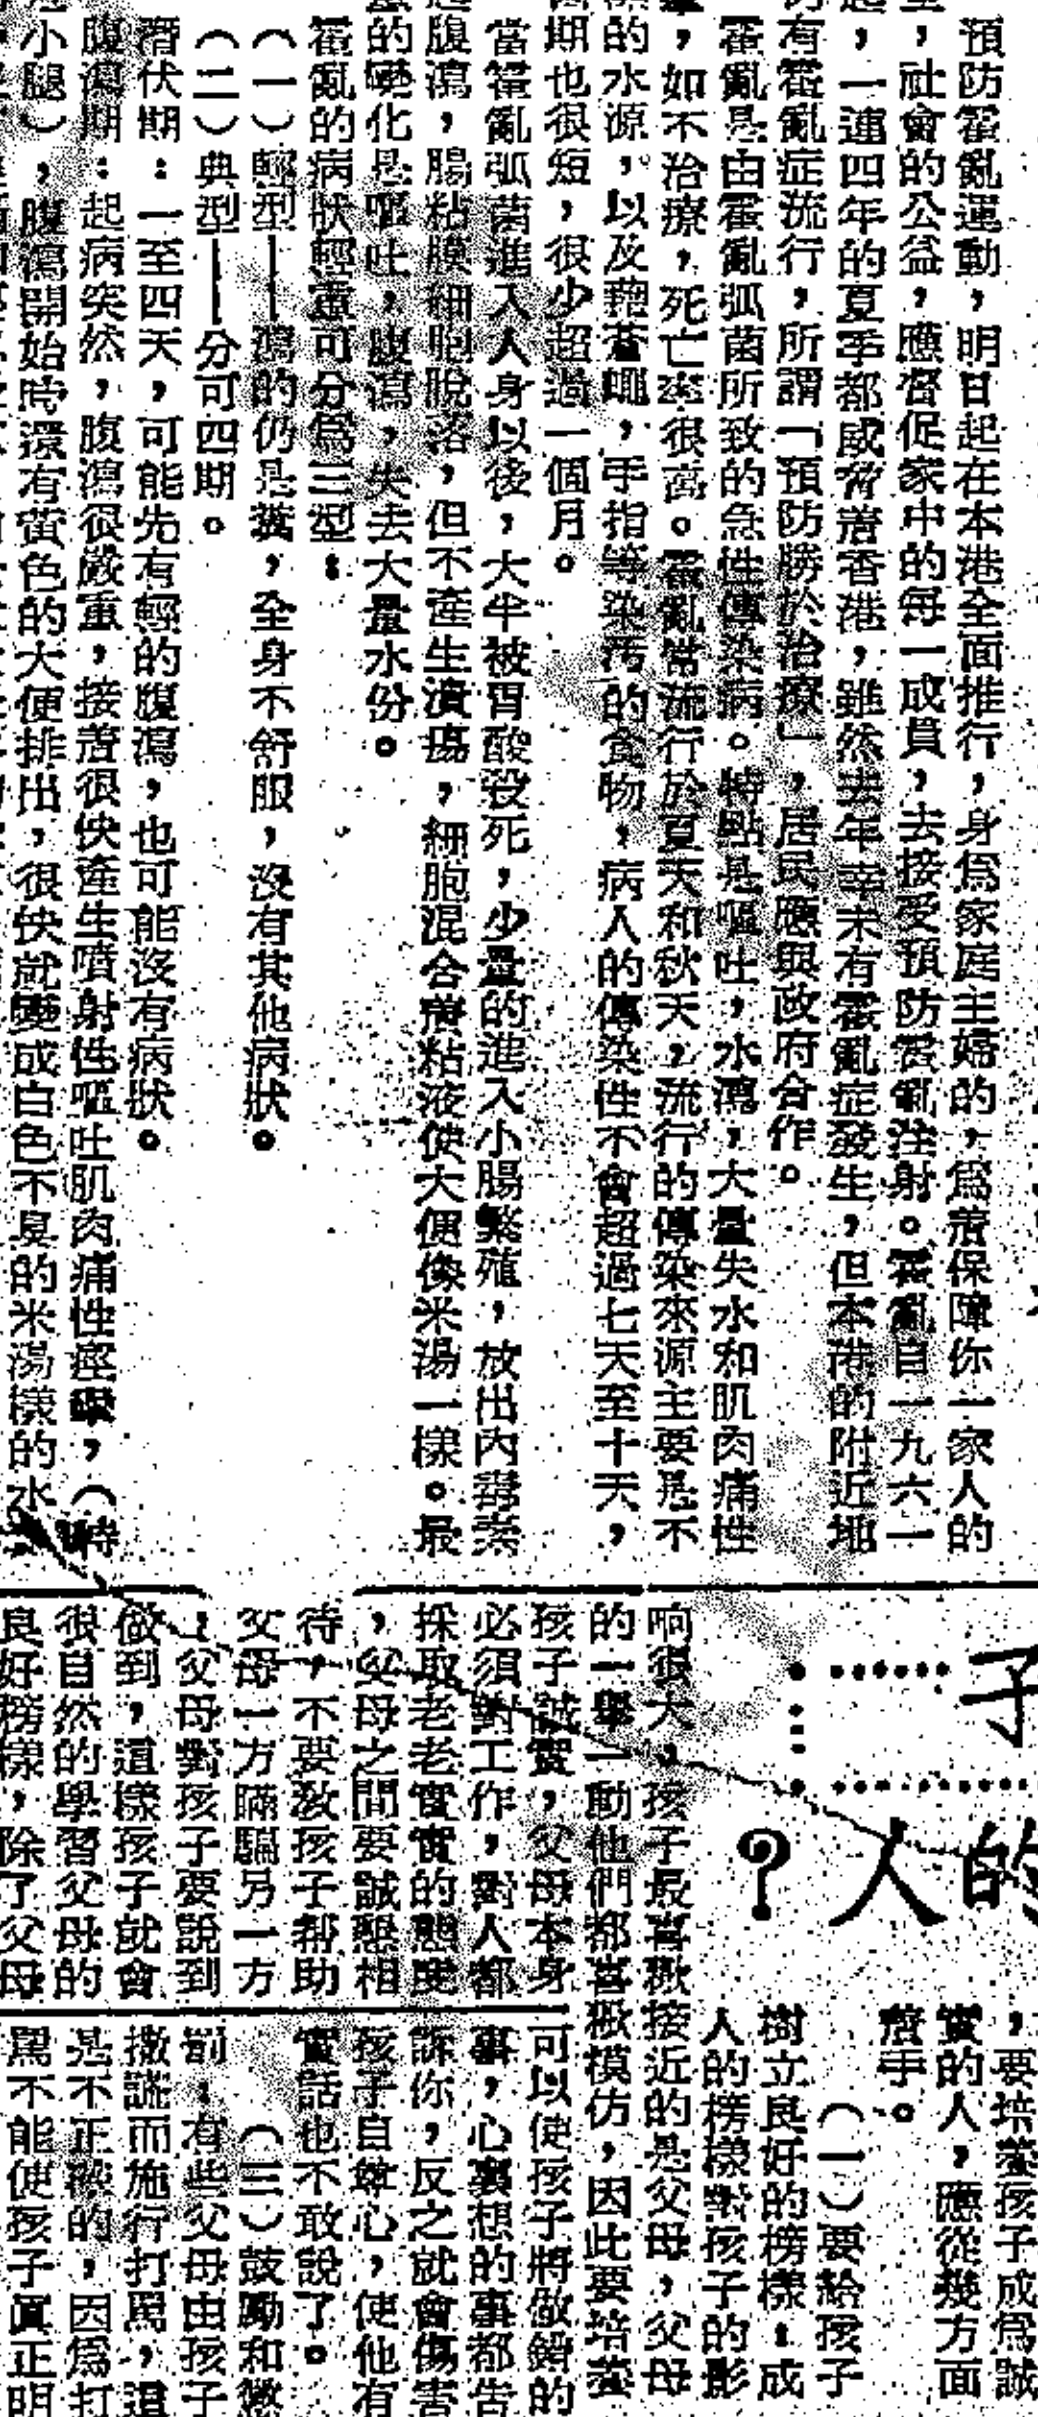 預防霍亂運動，明日起在本港全面推行，身爲家庭主婦的，爲着保障你一家人的
，社會的公益，應督促家中的每一成員，去接受預防霍亂注射。霍亂自一九六一
，一連四年的夏季都威脅着香港，雖然去年幸未有霍亂症發生，但本港的附近地
有霍亂症流行，所謂「預防勝於治療」，居民應與政府合作。
霍亂是由霍亂弧菌所致的急性傳染病。特點是嘔吐，水瀉，大量失水和肌肉痛性
，如不治療，死亡率很高。霍亂常流行於夏天和秋天，流行的傳染來源主要是不
的水源，以及藉蒼蠅，手指等染汚的食物，病人的傳染性不會超過七天至十天，
期也很短，很少超過一個月。
當霍亂弧菌進入人身以後，大半被胃酸殺死，少量的進入小腸繁殖，放出內毒素
腹瀉，腸粘膜細胞脫落，但不產生潰瘍，細胞混合着粘液使大便像米湯一樣。最
的變化是嘔吐，腹瀉，失去大量水份。
霍亂的病狀輕重可分爲三型：
（一）輕型——瀉的仍是糞，全身不舒服，沒有其他病狀。
（二）典型——分可四期。
潛伏期：一至四天，可能先有輕的腹瀉，也可能沒有病狀。
腹瀉期：起病突然，腹瀉很嚴重，接着很快產生噴射性嘔吐肌肉痛性痙攣，（特
小腿），腹瀉開始時還有黃色的大便排出，很快就變成白色不臭的米湯樣的水
子
的人？
，要培養孩子成爲誠
實的人，應從幾方面
着手。
（一）要給孩子
樹立良好的榜樣：成
人的榜樣對孩子的影
响很大，孩子最喜歡接近的是父母，父母
的一舉一動他們都喜歡模仿，因此要培養
孩子誠實，父母本身
必須對工作，對人都
採取老老實實的態度
，父母之間要誠懇相
待，不要教孩子幫助
父母一方瞞騙另一方
，父母對孩子要說到
做到，這樣孩子就會
很自然的學習父母的
良好榜樣，除了父母
可以使孩子將做錯的
事，心裏想的事都告
訴你，反之就會傷害
孩子自尊心，使他有
實話也不敢說了。
（三）鼓勵和懲
罰：有些父母由孩子
撒謊而施行打罵，這
是不正確的，因爲打
罵不能使孩子眞正明